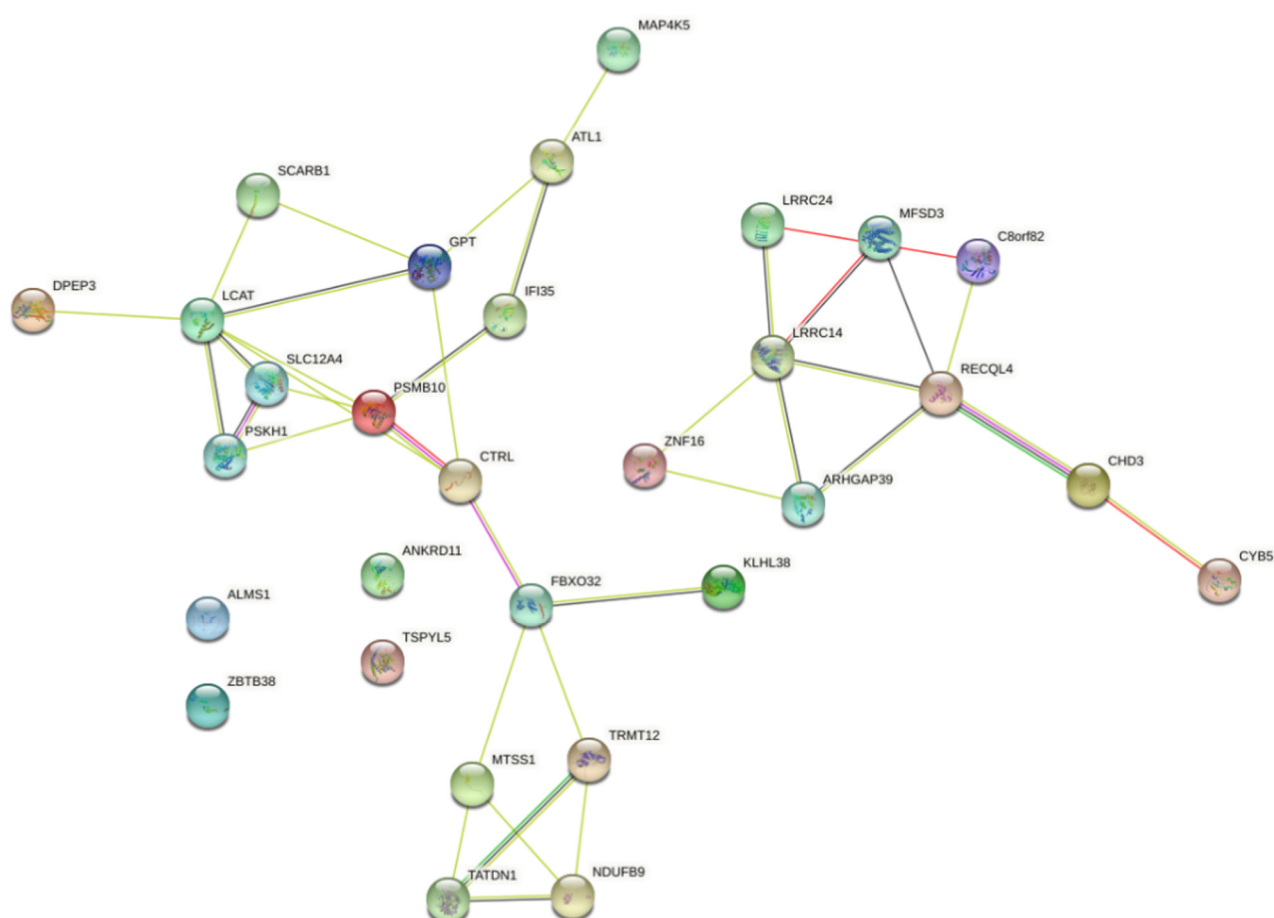 MAP4K5
ATL1
SCARB1
LRRC24
MFSD3
C8orf82
GPT
DPEP3
LCAT
IFI35
LRRC14
SLC12A4
RECQL4
PSMB10
PSKH1
ZNF16
CTRL
CHD3
ARHGAP39
ANKRD11
CYB5
KLHL38
FBXO32
ALMS1
TSPYL5
ZBTB38
TRMT12
MTSS1
TATDN1
NDUFB9